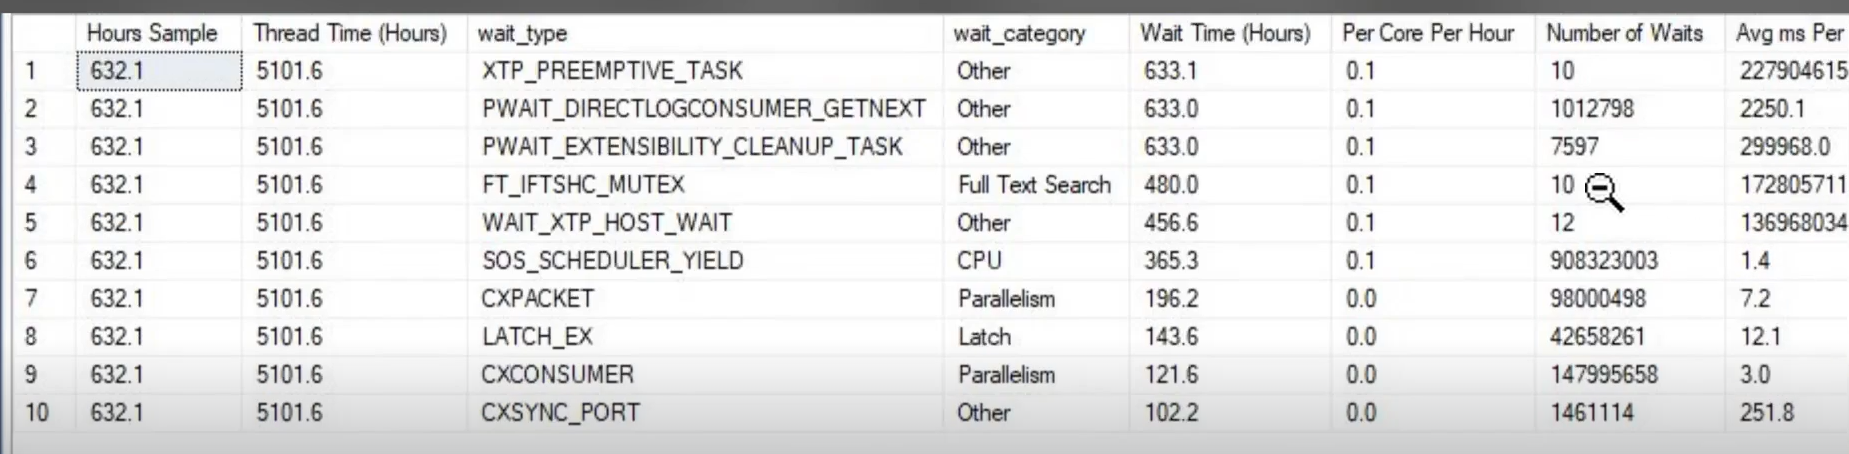 Hours Sample Thread Time (Hours) wait_type wait_category Wait Time (Hours) Per Core Per Hour Number of Waits Avg ms Per
1 632.1 5101.6 XTP_PREEMPTIVE_TASK Other 633.1 0.1 10 227904615
2 632.1 5101.6 PWAIT_DIRECTLOGCONSUMER_GETNEXT Other 633.0 0.1 1012798 2250.1
3 632.1 5101.6 PWAIT_EXTENSIBILITY_CLEANUP_TASK Other 633.0 0.1 7597 299968.0
4 632.1 5101.6 FT_IFTSHC_MUTEX Full Text Search 480.0 0.1 10 172805711
5 632.1 5101.6 WAIT_XTP_HOST_WAIT Other 456.6 0.1 12 136968034
6 632.1 5101.6 SOS_SCHEDULER_YIELD CPU 365.3 0.1 908323003 1.4
7 632.1 5101.6 CXPACKET Parallelism 196.2 0.0 98000498 7.2
8 632.1 5101.6 LATCH_EX Latch 143.6 0.0 42658261 12.1
9 632.1 5101.6 CXCONSUMER Parallelism 121.6 0.0 147995658 3.0
10 632.1 5101.6 CXSYNC_PORT Other 102.2 0.0 1461114 251.8